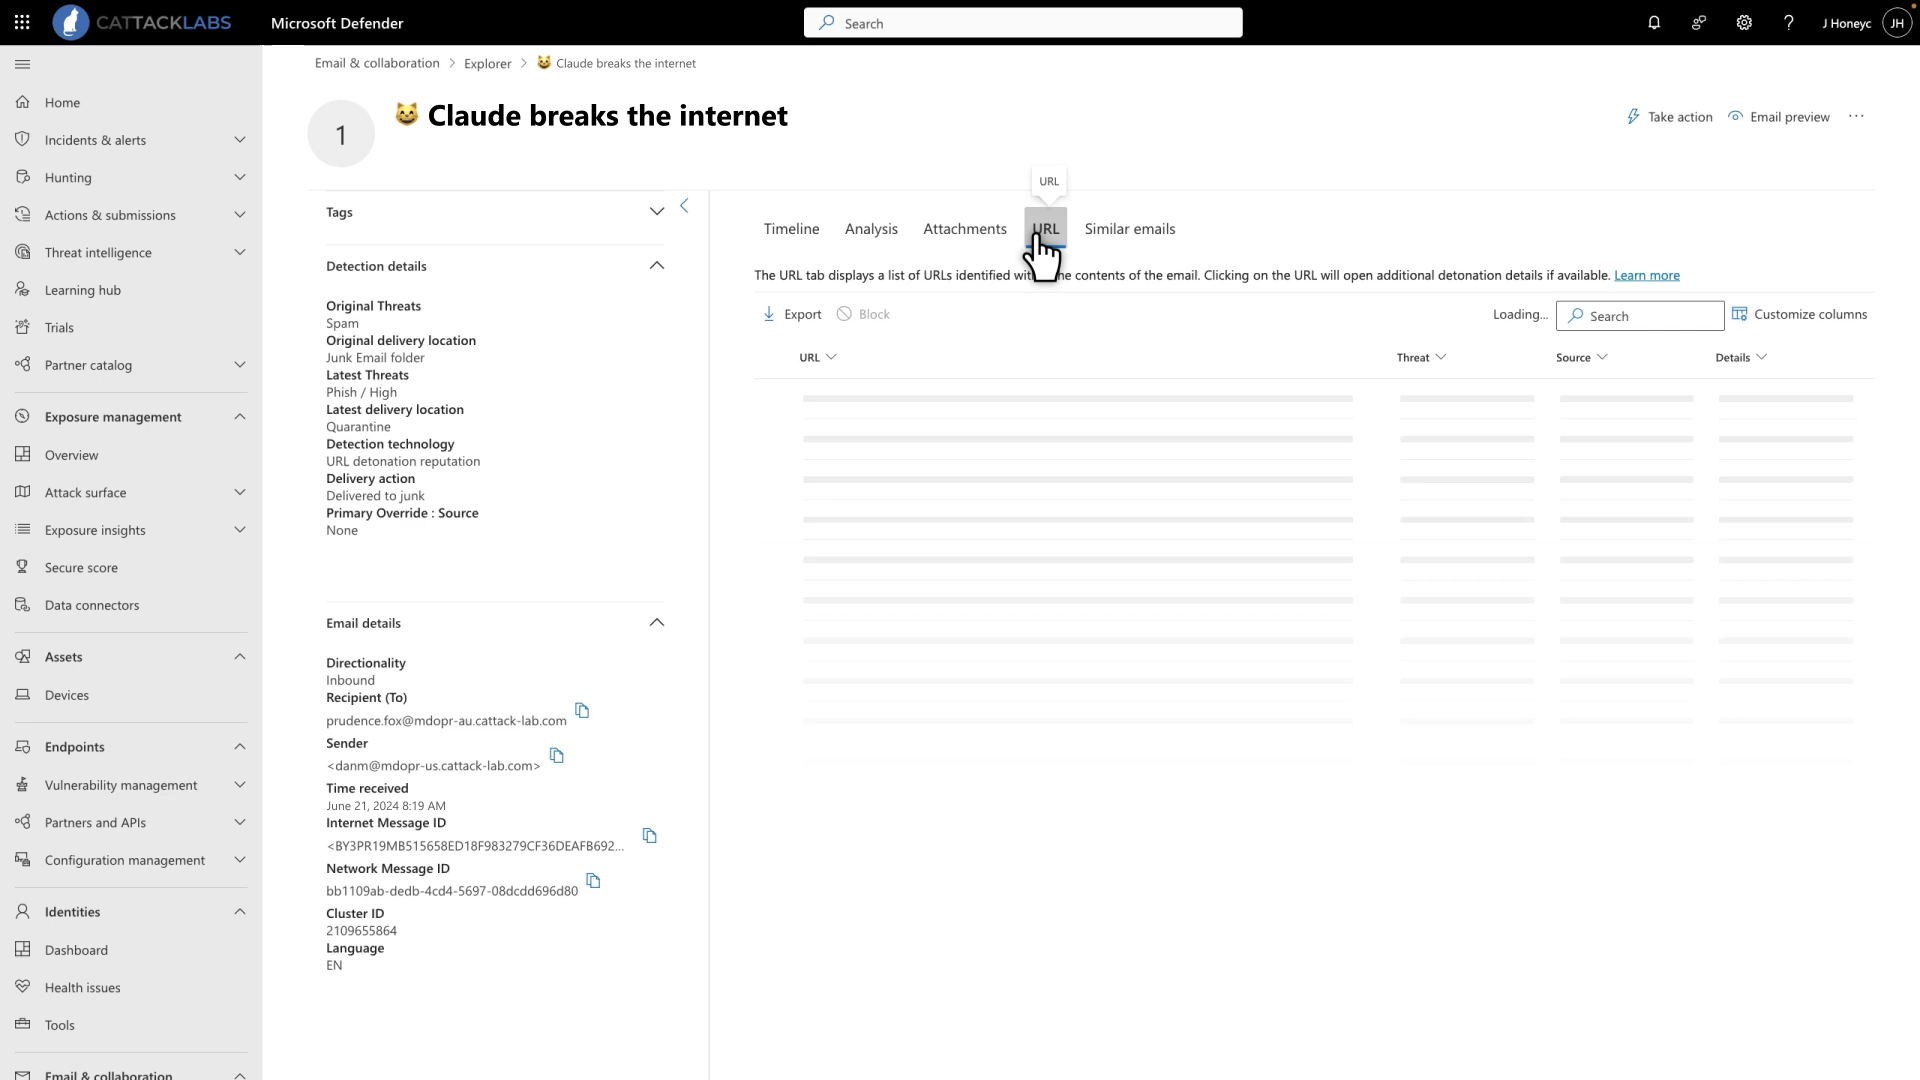 CATTACKLABS
Microsoft Defender
Search
J Honeyc
JH
Email & collaboration > Explorer > 😺 Claude breaks the internet
1
😺 Claude breaks the internet
Take action
Email preview
Home
Incidents & alerts
Hunting
Actions & submissions
Threat intelligence
Learning hub
Trials
Partner catalog
Exposure management
Overview
Attack surface
Exposure insights
Secure score
Data connectors
Assets
Devices
Endpoints
Vulnerability management
Partners and APIs
Configuration management
Identities
Dashboard
Health issues
Tools
Email & collaboration
Tags
Detection details
Original Threats
Spam
Original delivery location
Junk Email folder
Latest Threats
Phish / High
Latest delivery location
Quarantine
Detection technology
URL detonation reputation
Delivery action
Delivered to junk
Primary Override : Source
None
Email details
Directionality
Inbound
Recipient (To)
prudence.fox@mdopr-au.cattack-lab.com
Sender
<danm@mdopr-us.cattack-lab.com>
Time received
June 21, 2024 8:19 AM
Internet Message ID
<BY3PR19MB515658ED18F983279CF36DEAFB692...
Network Message ID
bb1109ab-dedb-4cd4-5697-08dcdd696d80
Cluster ID
2109655864
Language
EN
URL
Timeline Analysis Attachments URL Similar emails
The URL tab displays a list of URLs identified contents of the email. Clicking on the URL will open additional detonation details if available. Learn more
Export Block Loading... Search Customize columns
URL Threat Source Details